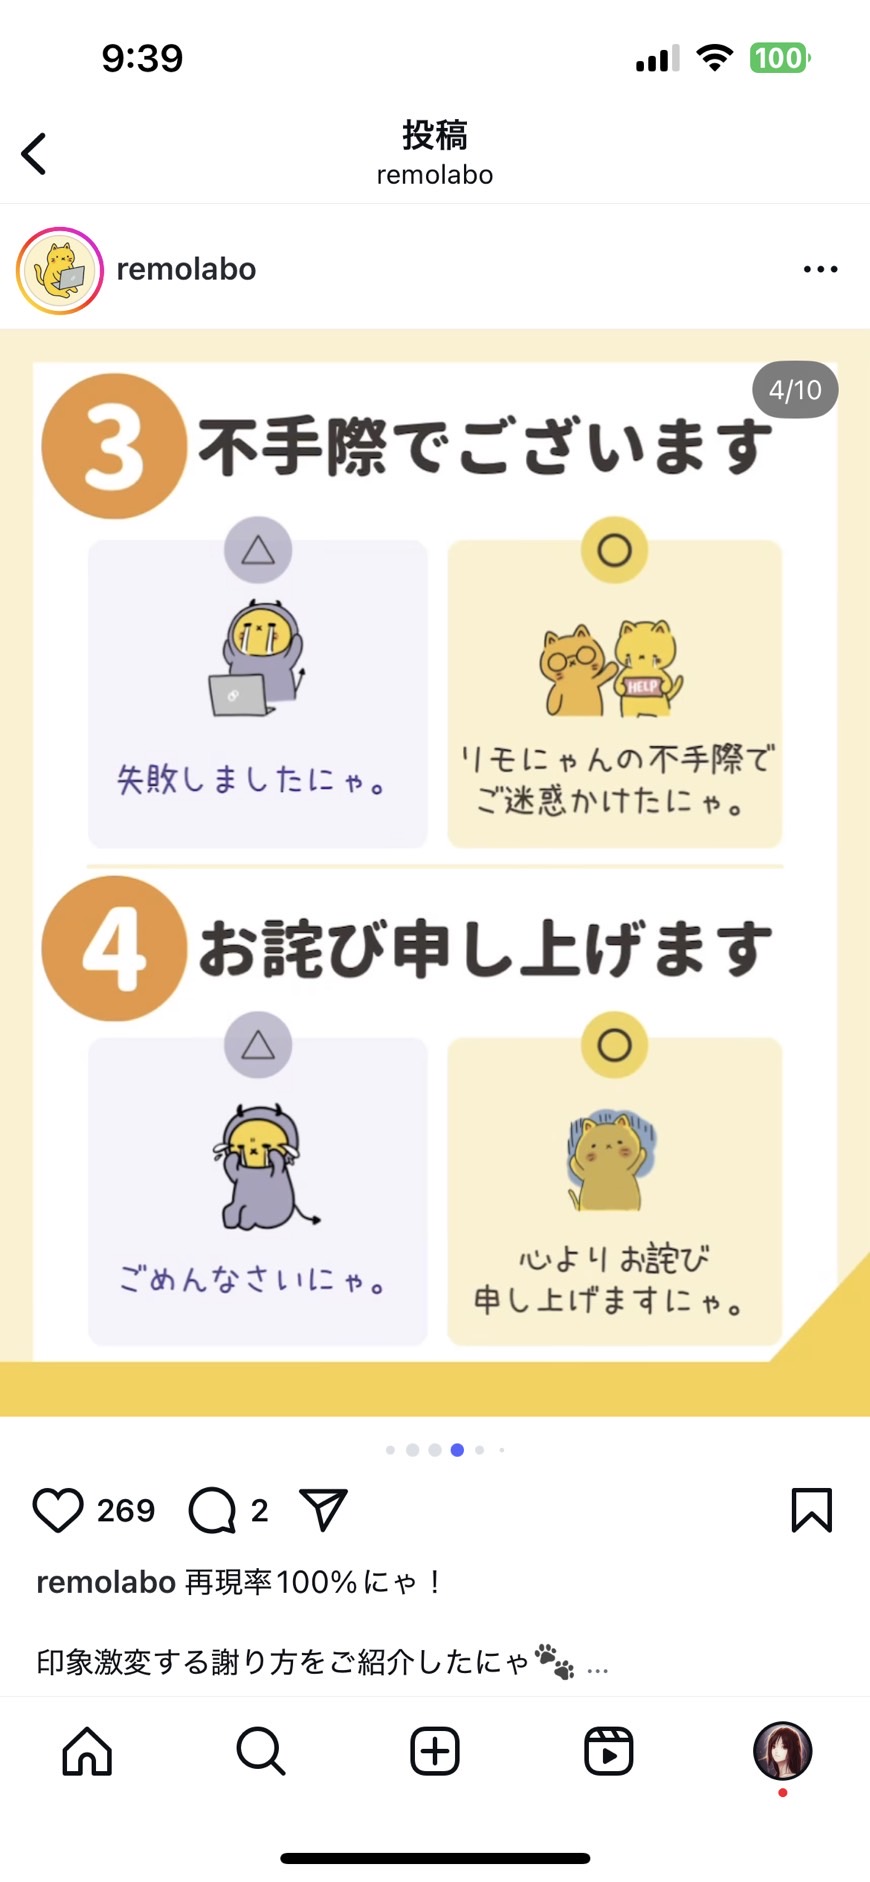 9:39
100
投稿
remolabo
remolabo
4/10
3 不手際でございます
△ ○
HELP
失敗しましたにゃ。
リモにゃんの不手際で
ご迷惑かけたにゃ。
4 お詫び申し上げます
△ ○
ごめんなさいにゃ。
心よりお詫び
申し上げますにゃ。
269 2
remolabo 再現率100%にゃ！
印象激変する謝り方をご紹介したにゃ🐾 ...